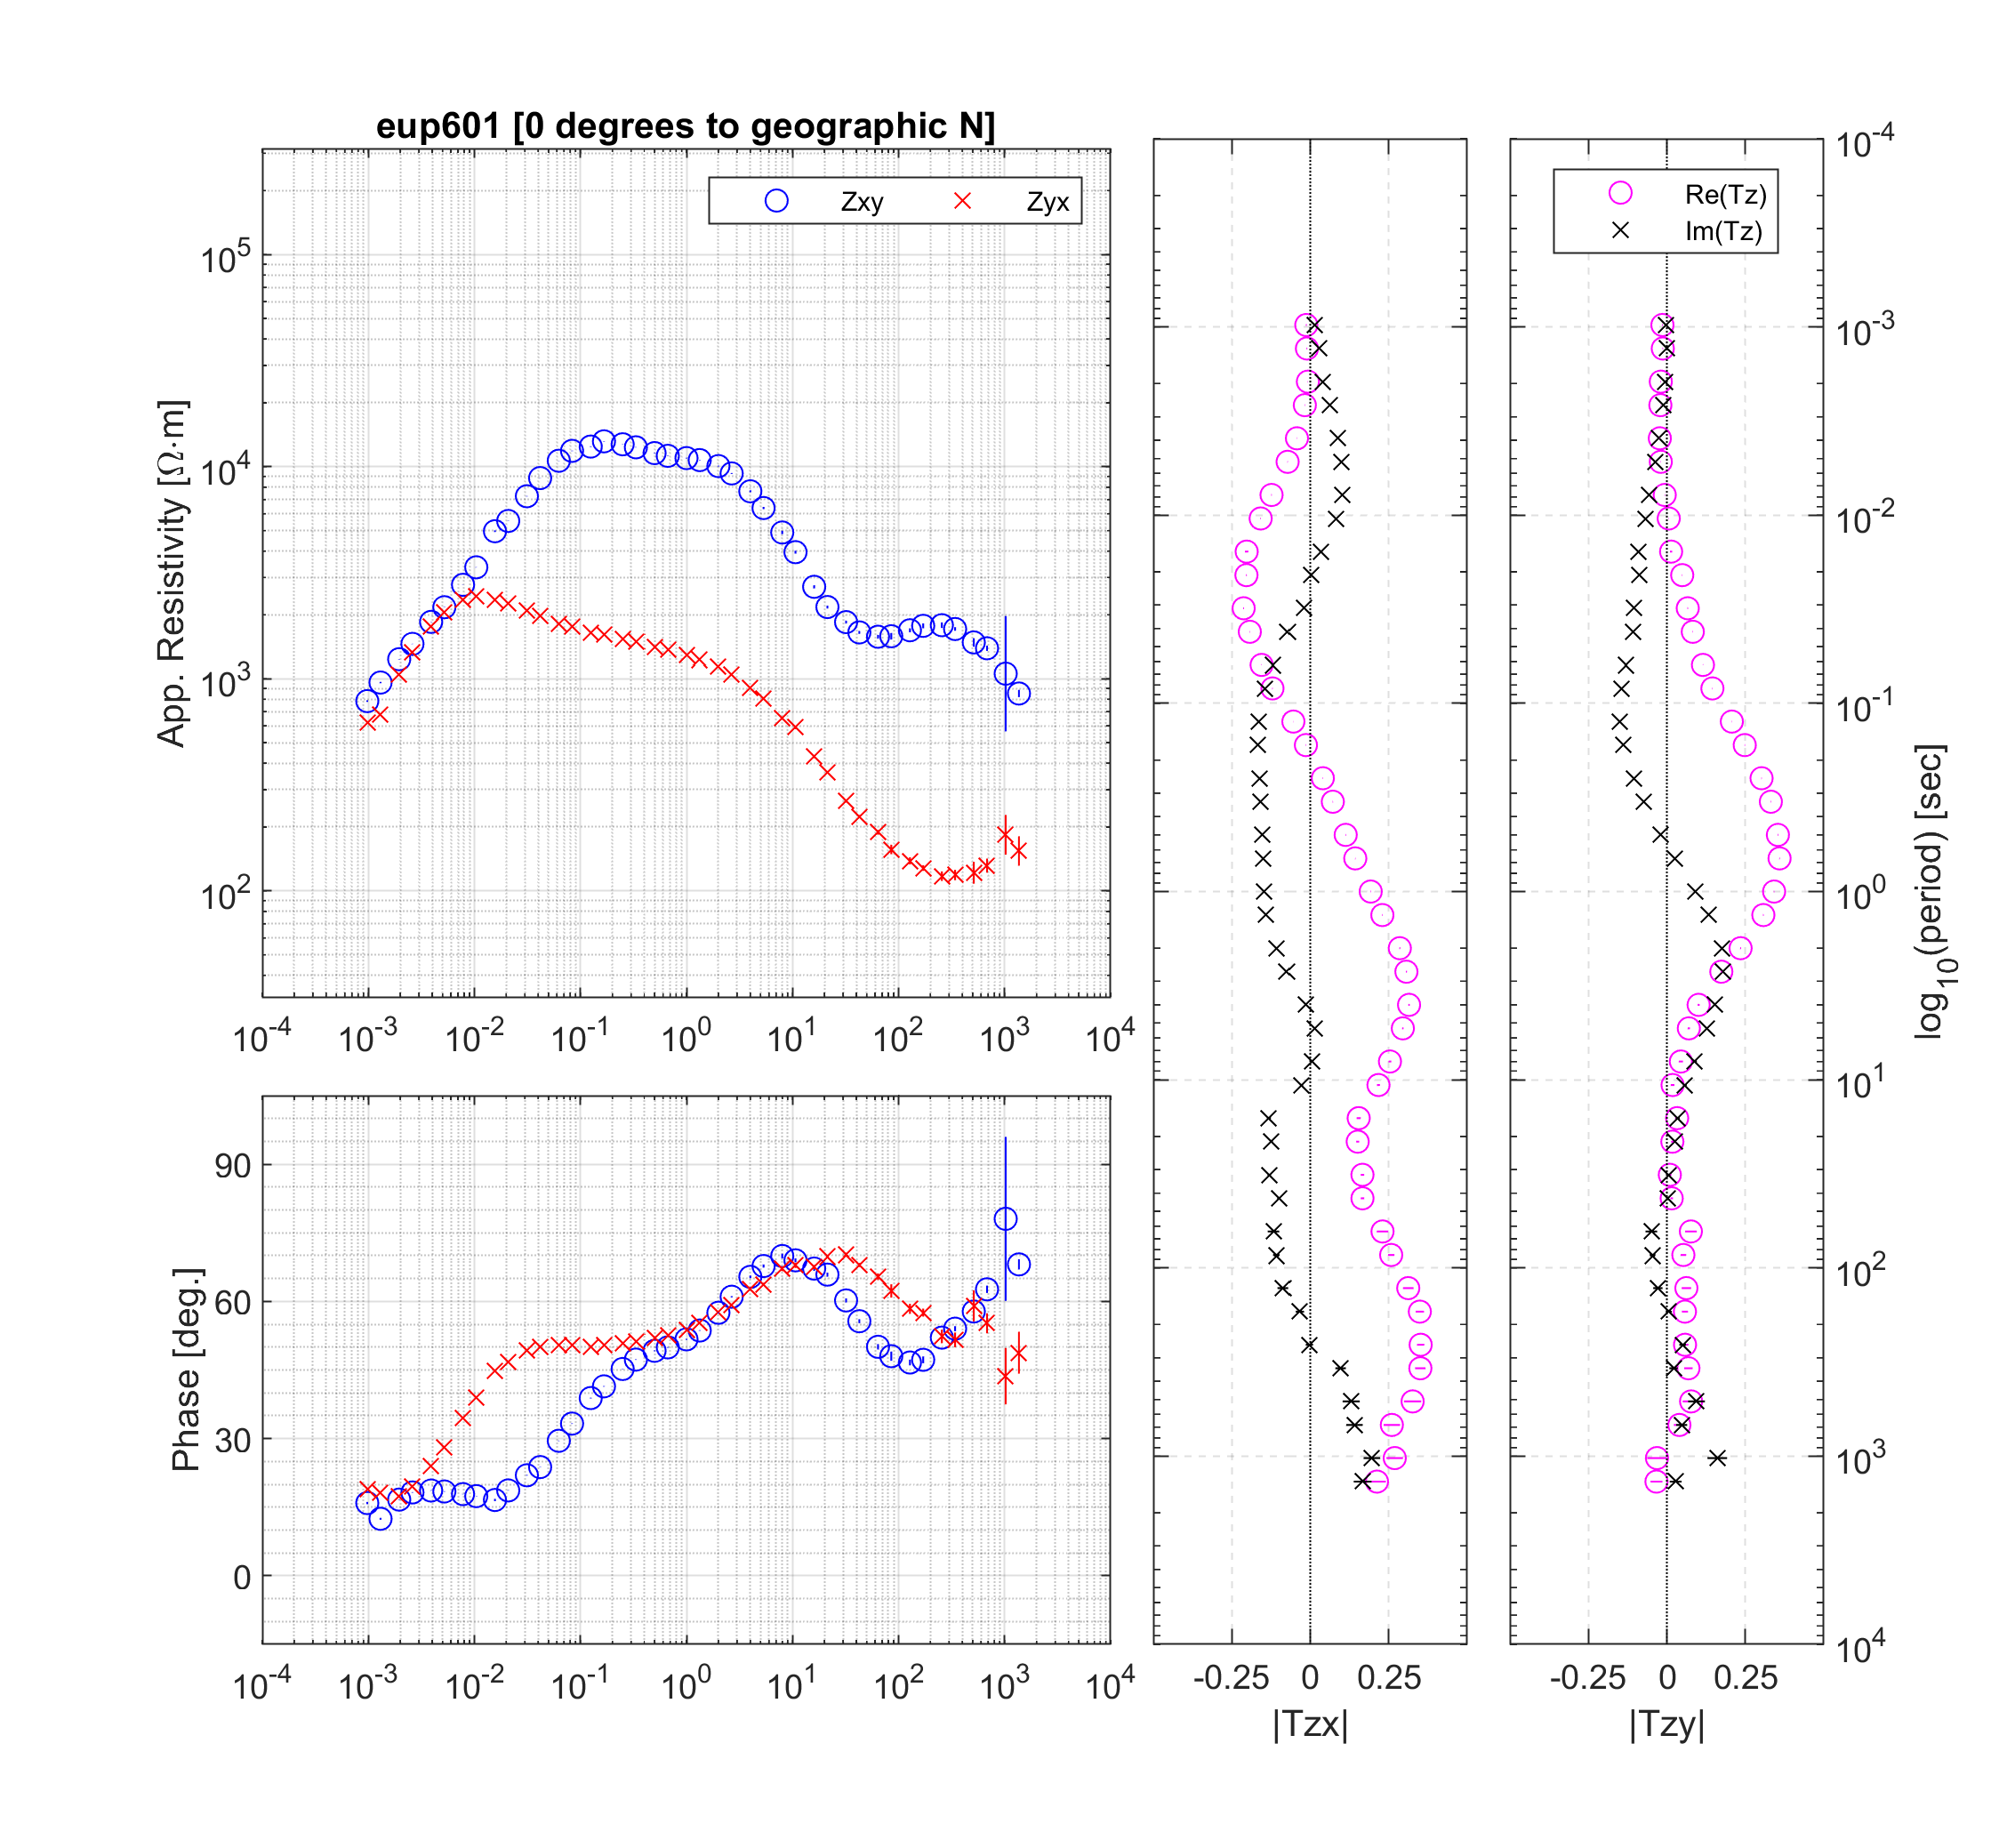 eup601 [0 degrees to geographic N]
Zxy Zyx
App. Resistivity [Ω·m]
10^5
10^4
10^3
10^2
10^-4 10^-3 10^-2 10^-1 10^0 10^1 10^2 10^3 10^4
Phase [deg.]
90
60
30
0
10^-4 10^-3 10^-2 10^-1 10^0 10^1 10^2 10^3 10^4
-0.25 0 0.25
|Tzx|
Re(Tz)
Im(Tz)
-0.25 0 0.25
|Tzy|
10^-4
10^-3
10^-2
10^-1
10^0
10^1
10^2
10^3
10^4
log10(period) [sec]